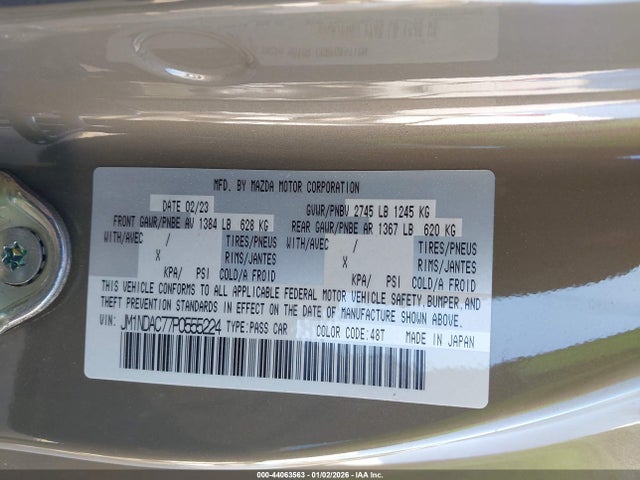 MFD. BY MAZDA MOTOR CORPORATION
DATE 02/23 GVWR/PNBV 2745 LB 1245 KG
FRONT GAWR/PNBE AV 1384 LB 628 KG REAR GAWR/PNBE AR 1367 LB 620 KG
WITH/AVEC / TIRES/PNEUS WITH/AVEC / TIRES/PNEUS
X RIMS/JANTES X RIMS/JANTES
KPA/ PSI COLD/A FROID KPA/ PSI COLD/A FROID
THIS VEHICLE CONFORMS TO ALL APPLICABLE FEDERAL MOTOR VEHICLE SAFETY, BUMPER, AND
THEFT PREVENTION STANDARDS IN EFFECT ON THE DATE OF MANUFACTURE SHOWN ABOVE.
VIN: JM1NDAC77P0555224 TYPE:PASS CAR COLOR CODE:48T MADE IN JAPAN
000-44063563 - 01/02/2026 - IAA Inc.